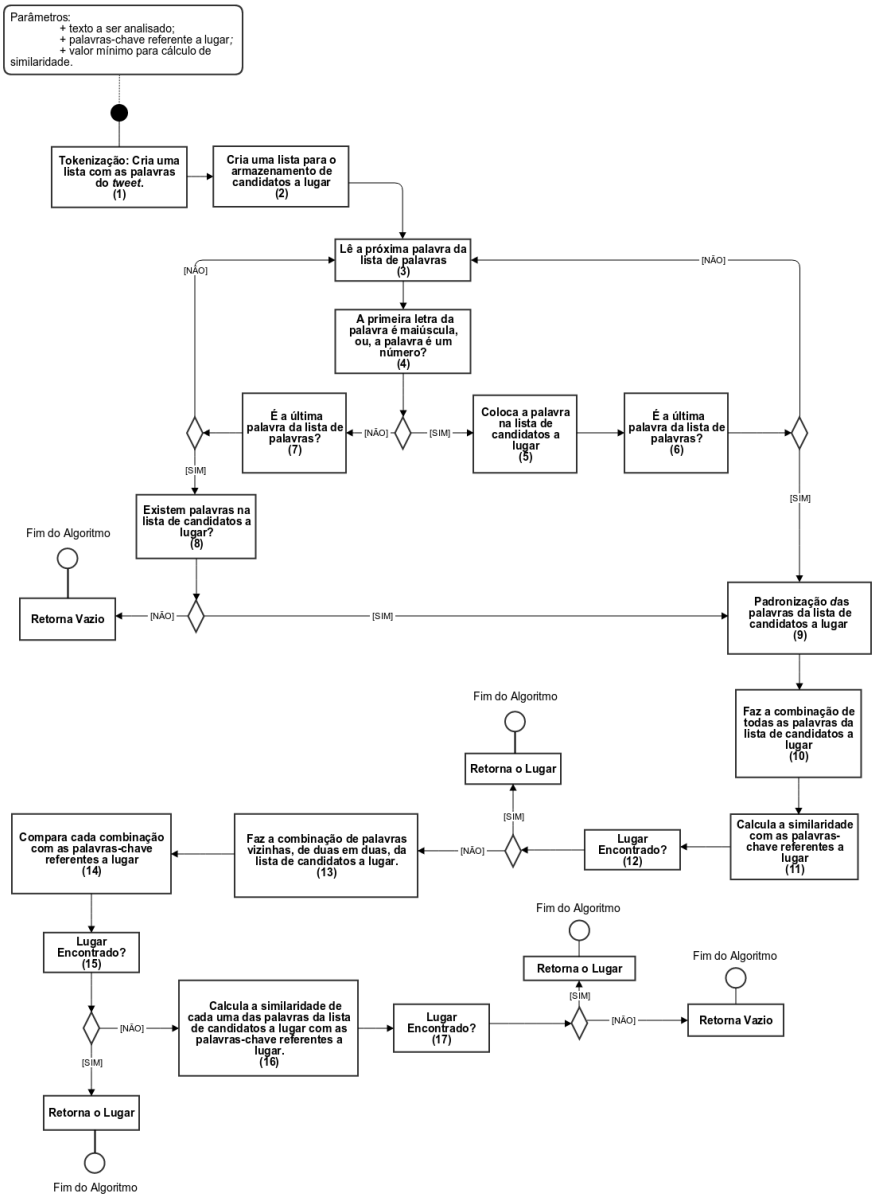 Parâmetros:
+ texto a ser analisado;
+ palavras-chave referente a lugar;
+ valor mínimo para cálculo de
similaridade.
Tokenização: Cria uma
lista com as palavras
do tweet.
(1)
Cria uma lista para o
armazenamento de
candidatos a lugar
(2)
Lê a próxima palavra da
lista de palavras
(3)
[NÃO]
[NÃO]
A primeira letra da
palavra é maiúscula,
ou, a palavra é um
número?
(4)
É a última
palavra da lista de
palavras?
(7)
[NÃO]
[SIM]
Coloca a palavra
na lista de
candidatos a
lugar
(5)
É a última
palavra da lista de
palavras?
(6)
[SIM]
[SIM]
Existem palavras na
lista de candidatos a
lugar?
(8)
Fim do Algoritmo
Retorna Vazio
[NÃO]
[SIM]
Padronização das
palavras da lista de
candidatos a lugar
(9)
Faz a combinação de
todas as palavras da
lista de candidatos a
lugar
(10)
Fim do Algoritmo
Retorna o Lugar
[SIM]
Calcula a similaridade
com as palavras-
chave referentes a
lugar
(11)
Lugar
Encontrado?
(12)
[NÃO]
Faz a combinação de palavras
vizinhas, de duas em duas, da
lista de candidatos a lugar.
(13)
Compara cada combinação
com as palavras-chave
referentes a lugar
(14)
Lugar
Encontrado?
(15)
[NÃO]
[SIM]
Retorna o Lugar
Fim do Algoritmo
Calcula a similaridade de
cada uma das palavras da lista
de candidatos a lugar com as
palavras-chave referentes a
lugar.
(16)
Lugar
Encontrado?
(17)
Fim do Algoritmo
Retorna o Lugar
[SIM]
[NÃO]
Fim do Algoritmo
Retorna Vazio